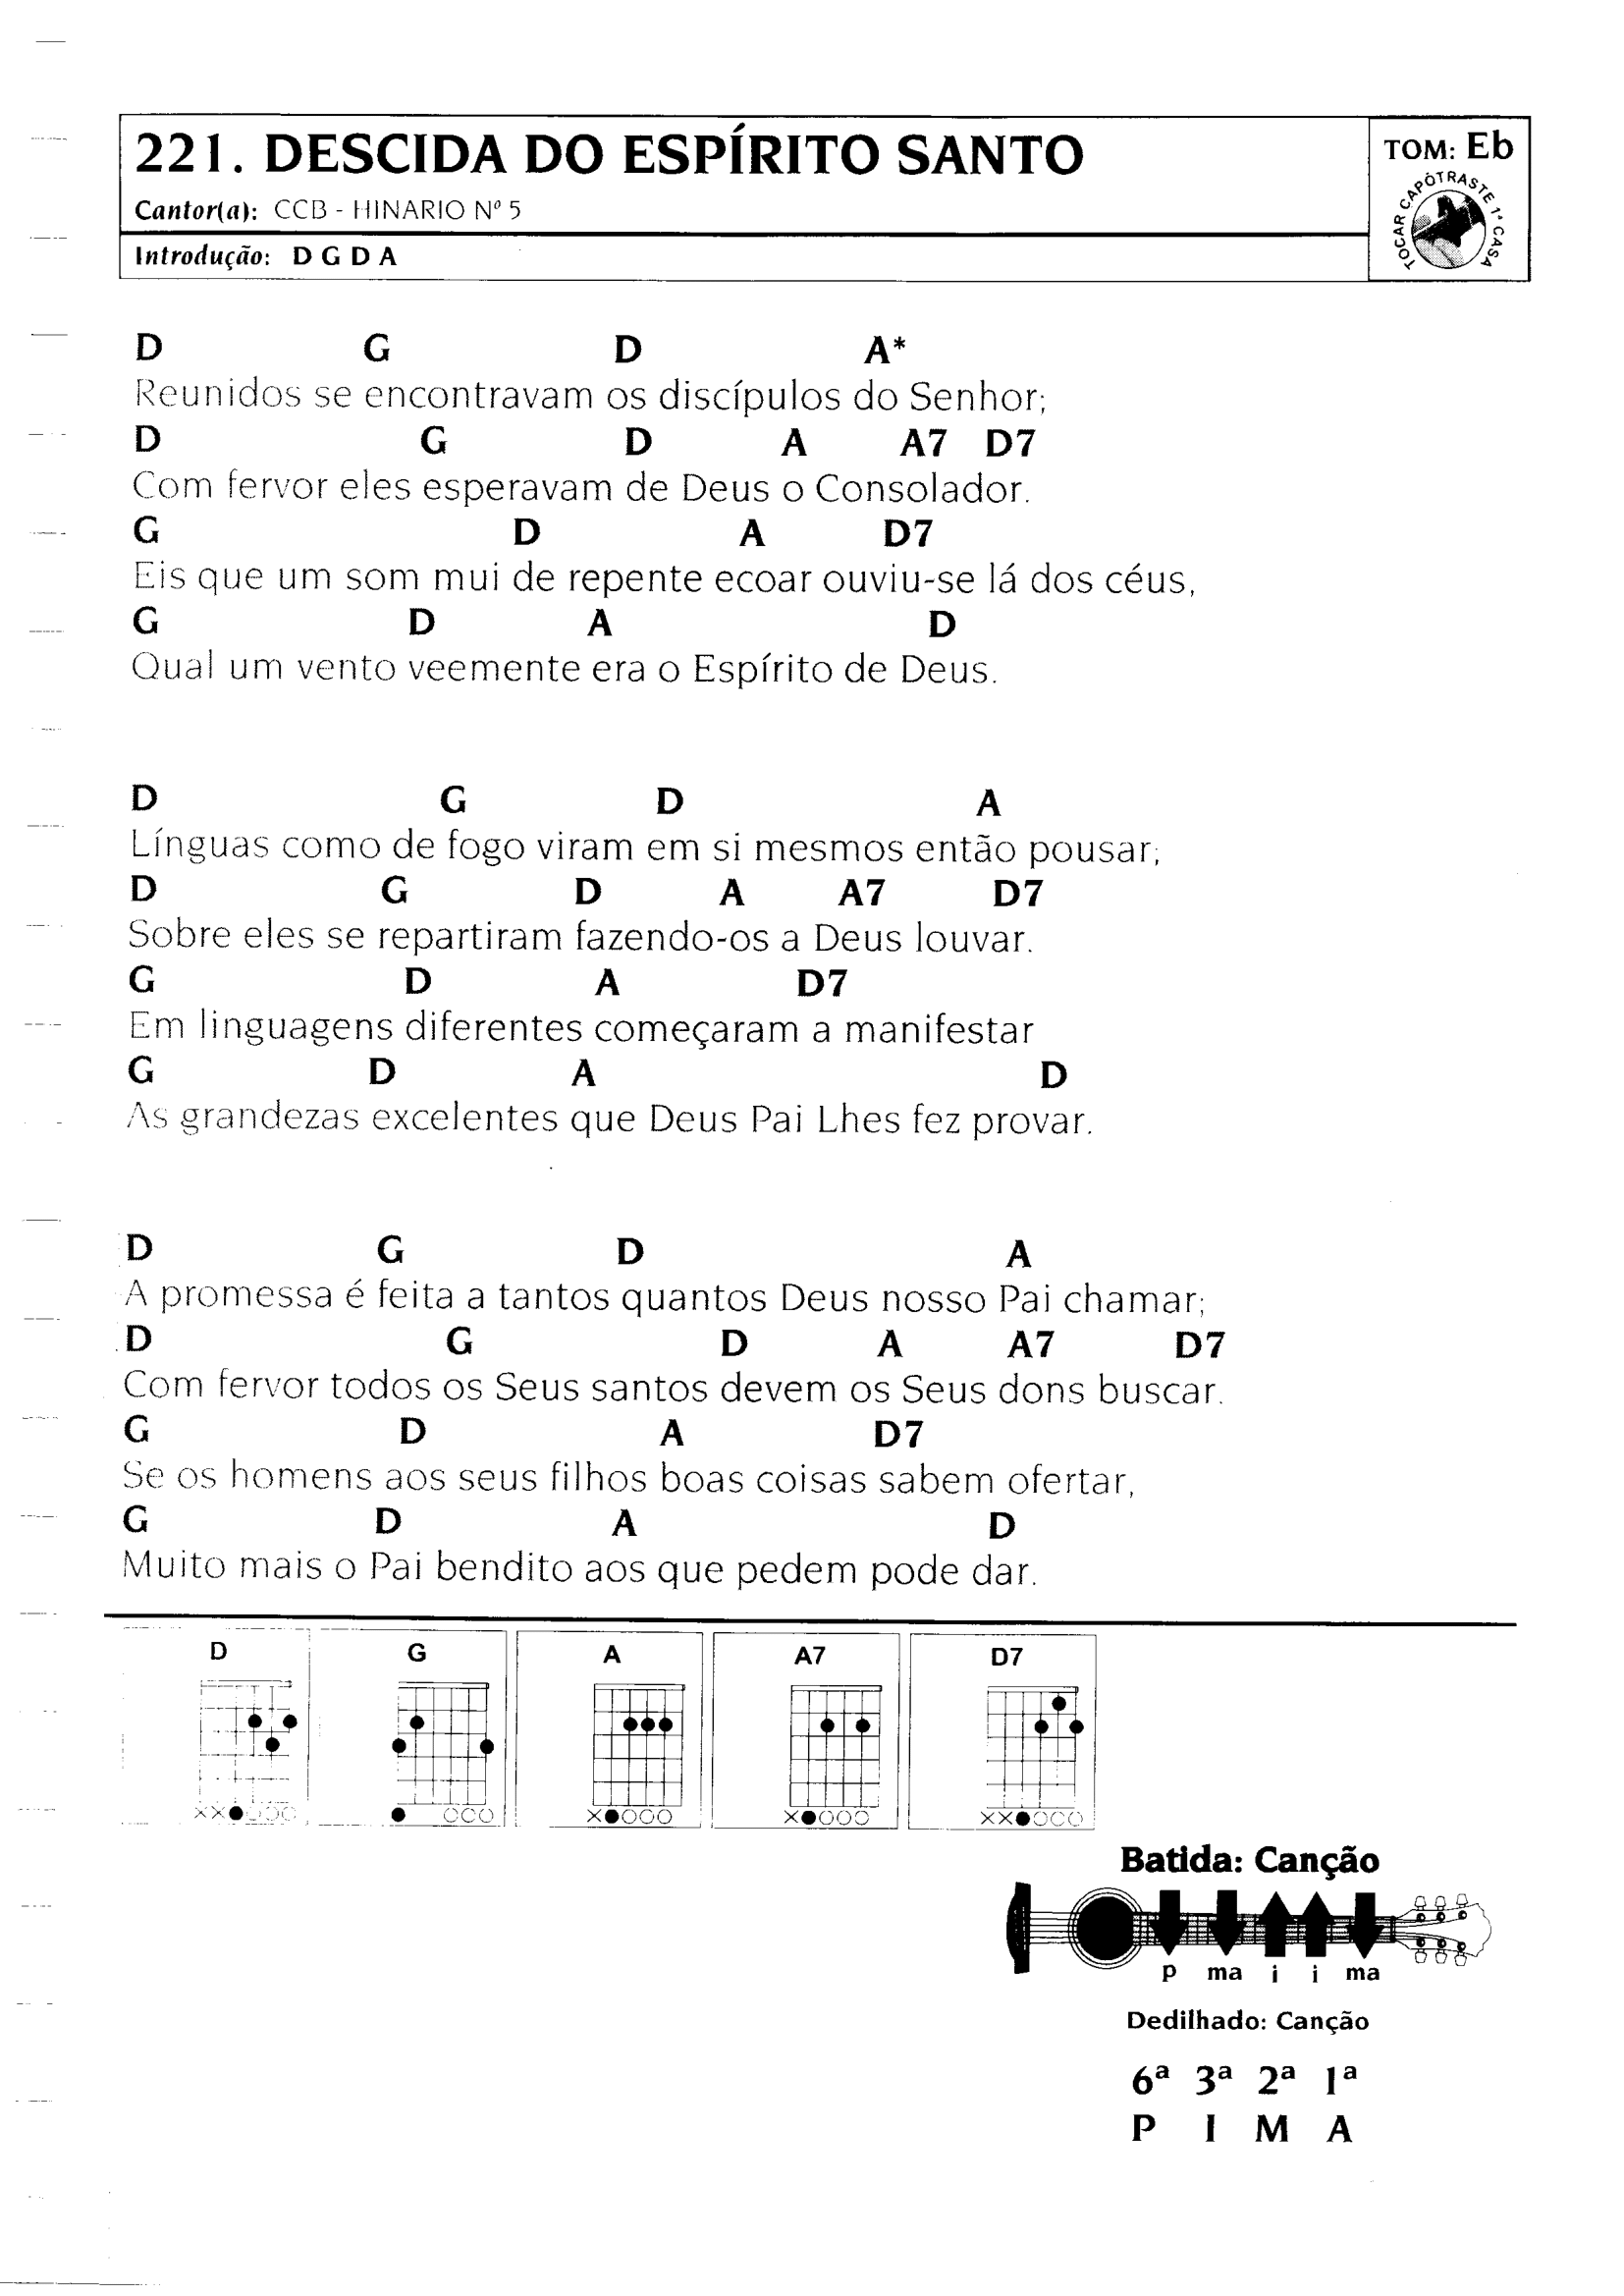 221. DESCIDA DO ESPÍRITO SANTO
Cantor(a): CCB - HINARIO Nº 5
Introdução: D G D A
TOM: Eb
TOCAR CAPÓTRASTE 1ª CASA
D G D A*
Reunidos se encontravam os discípulos do Senhor;
D G D A A7 D7
Com fervor eles esperavam de Deus o Consolador.
G D A D7
Eis que um som mui de repente ecoar ouviu-se lá dos céus,
G D A D
Qual um vento veemente era o Espírito de Deus.
D G D A
Línguas como de fogo viram em si mesmos então pousar;
D G D A A7 D7
Sobre eles se repartiram fazendo-os a Deus louvar.
G D A D7
Em linguagens diferentes começaram a manifestar
G D A D
As grandezas excelentes que Deus Pai Lhes fez provar.
D G D A
A promessa é feita a tantos quantos Deus nosso Pai chamar;
D G D A A7 D7
Com fervor todos os Seus santos devem os Seus dons buscar.
G D A D7
Se os homens aos seus filhos boas coisas sabem ofertar,
G D A D
Muito mais o Pai bendito aos que pedem pode dar.
D G A A7 D7
Batida: Canção
p ma i i ma
Dedilhado: Canção
6ª 3ª 2ª 1ª
P I M A